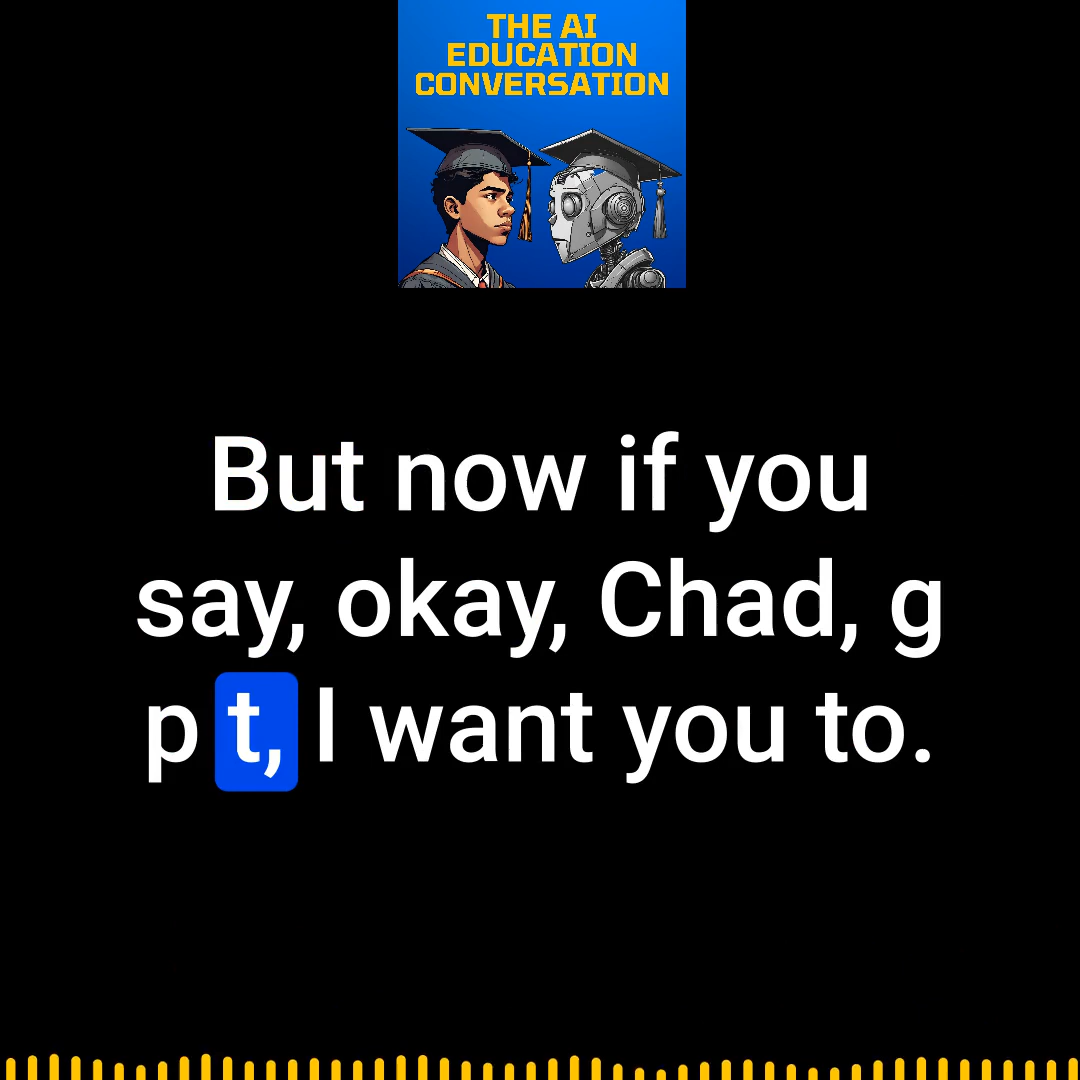 THE AI
EDUCATION
CONVERSATION
But now if you
say, okay, Chad, g
p t, I want you to.